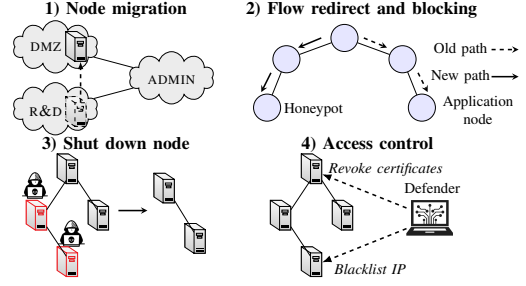 1) Node migration
DMZ
ADMIN
R&D
2) Flow redirect and blocking
Old path
New path
Honeypot
Application
node
3) Shut down node
4) Access control
Revoke certificates
Defender
Blacklist IP